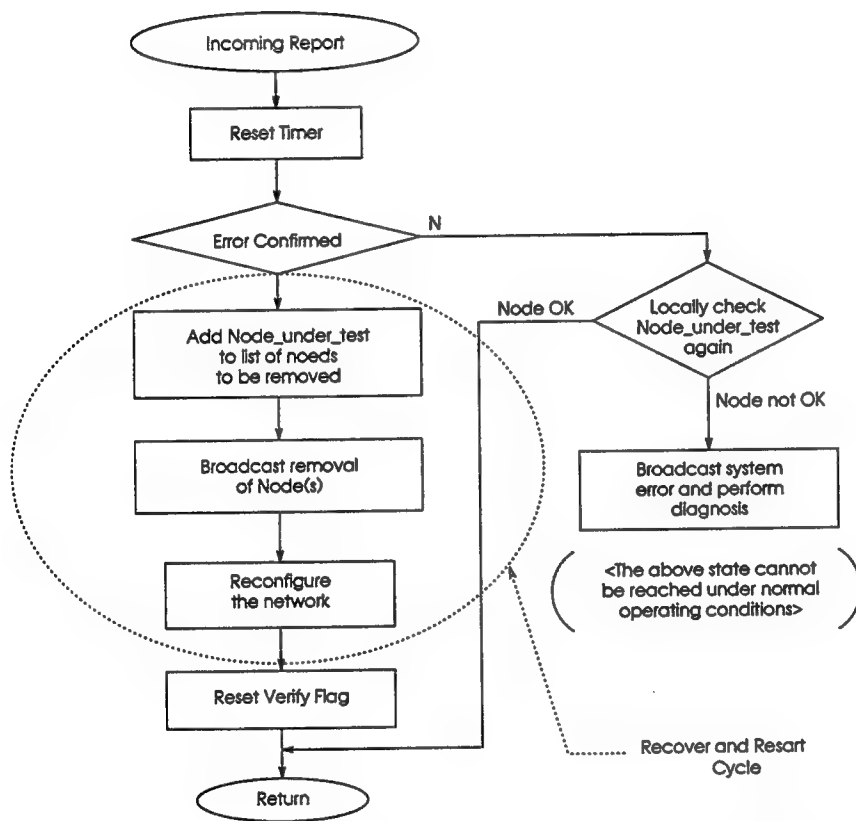 Incoming Report
Reset Timer
Error Confirmed
N
Locally check
Node_under_test
again
Node OK
Node not OK
Add Node_under_test
to list of noeds
to be removed
Broadcast removal
of Node(s)
Broadcast system
error and perform
diagnosis
Reconfigure
the network
<The above state cannot
be reached under normal
operating conditions>
Reset Verify Flag
Recover and Resart
Cycle
Return